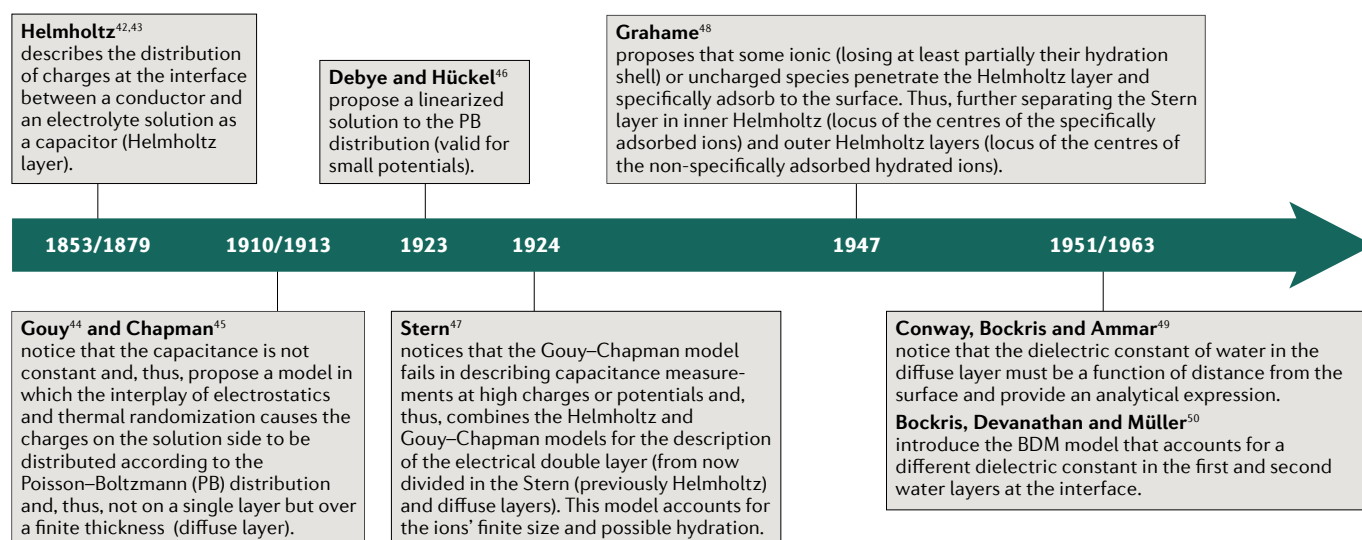 Helmholtz42,43
describes the distribution
of charges at the interface
between a conductor and
an electrolyte solution as
a capacitor (Helmholtz
layer).
Debye and Hückel46
propose a linearized
solution to the PB
distribution (valid for
small potentials).
Grahame48
proposes that some ionic (losing at least partially their hydration
shell) or uncharged species penetrate the Helmholtz layer and
specifically adsorb to the surface. Thus, further separating the Stern
layer in inner Helmholtz (locus of the centres of the specifically
adsorbed ions) and outer Helmholtz layers (locus of the centres of
the non-specifically adsorbed hydrated ions).
1853/1879 1910/1913 1923 1924 1947 1951/1963
Gouy44 and Chapman45
notice that the capacitance is not
constant and, thus, propose a model in
which the interplay of electrostatics
and thermal randomization causes the
charges on the solution side to be
distributed according to the
Poisson–Boltzmann (PB) distribution
and, thus, not on a single layer but over
a finite thickness (diffuse layer).
Stern47
notices that the Gouy–Chapman model
fails in describing capacitance measure-
ments at high charges or potentials and,
thus, combines the Helmholtz and
Gouy–Chapman models for the description
of the electrical double layer (from now
divided in the Stern (previously Helmholtz)
and diffuse layers). This model accounts for
the ions' finite size and possible hydration.
Conway, Bockris and Ammar49
notice that the dielectric constant of water in the
diffuse layer must be a function of distance from the
surface and provide an analytical expression.
Bockris, Devanathan and Müller50
introduce the BDM model that accounts for a
different dielectric constant in the first and second
water layers at the interface.